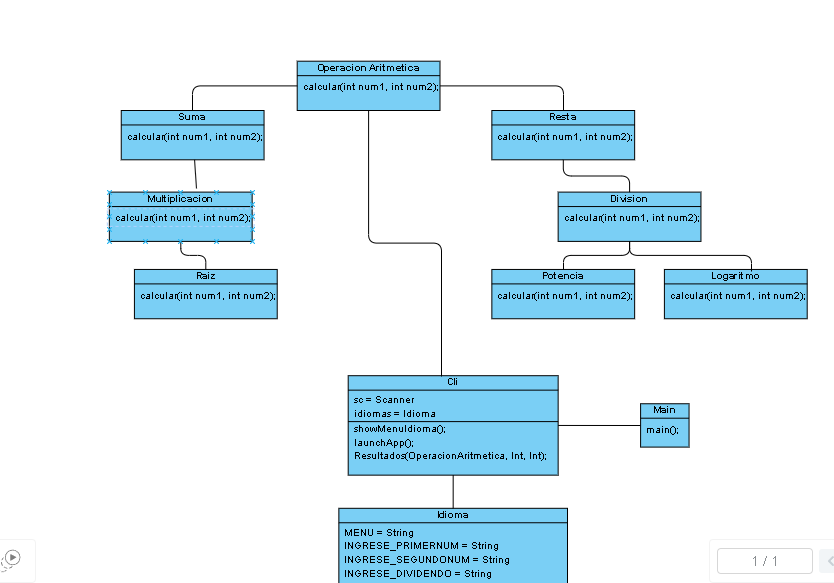 Operacion Aritmetica
calcular(int num1, int num2);
Suma
calcular(int num1, int num2);
Resta
calcular(int num1, int num2);
Multiplicacion
calcular(int num1, int num2);
Division
calcular(int num1, int num2);
Raiz
calcular(int num1, int num2);
Potencia
calcular(int num1, int num2);
Logaritmo
calcular(int num1, int num2);
Cli
sc = Scanner
idiomas = Idioma
showMenuIdioma();
launchApp();
Resultados(OperacionAritmetica, Int, Int);
Main
main();
Idioma
MENU = String
INGRESE_PRIMERNUM = String
INGRESE_SEGUNDONUM = String
INGRESE_DIVIDENDO = String
1 / 1